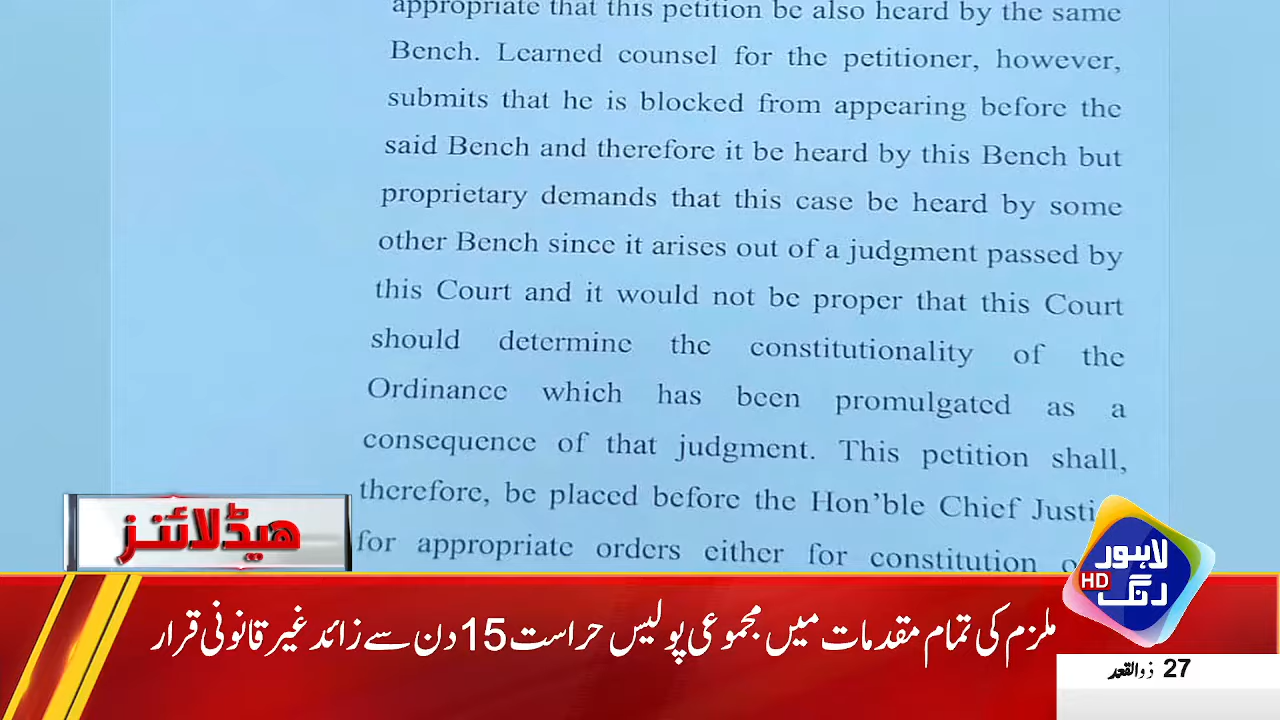 appropriate that this petition be also heard by the same
Bench. Learned counsel for the petitioner, however,
submits that he is blocked from appearing before the
said Bench and therefore it be heard by this Bench but
proprietary demands that this case be heard by some
other Bench since it arises out of a judgment passed by
this Court and it would not be proper that this Court
should determine the constitutionality of the
Ordinance which has been promulgated as a
consequence of that judgment. This petition shall,
therefore, be placed before the Hon'ble Chief
for appropriate orders either for constitution
ہیڈلائنز
لاہور
رنگ
HD
ملزم کی تمام مقدمات میں مجموعی پولیس حراست 15 دن سے زائد غیر قانونی قرار
27 ذوالقعد